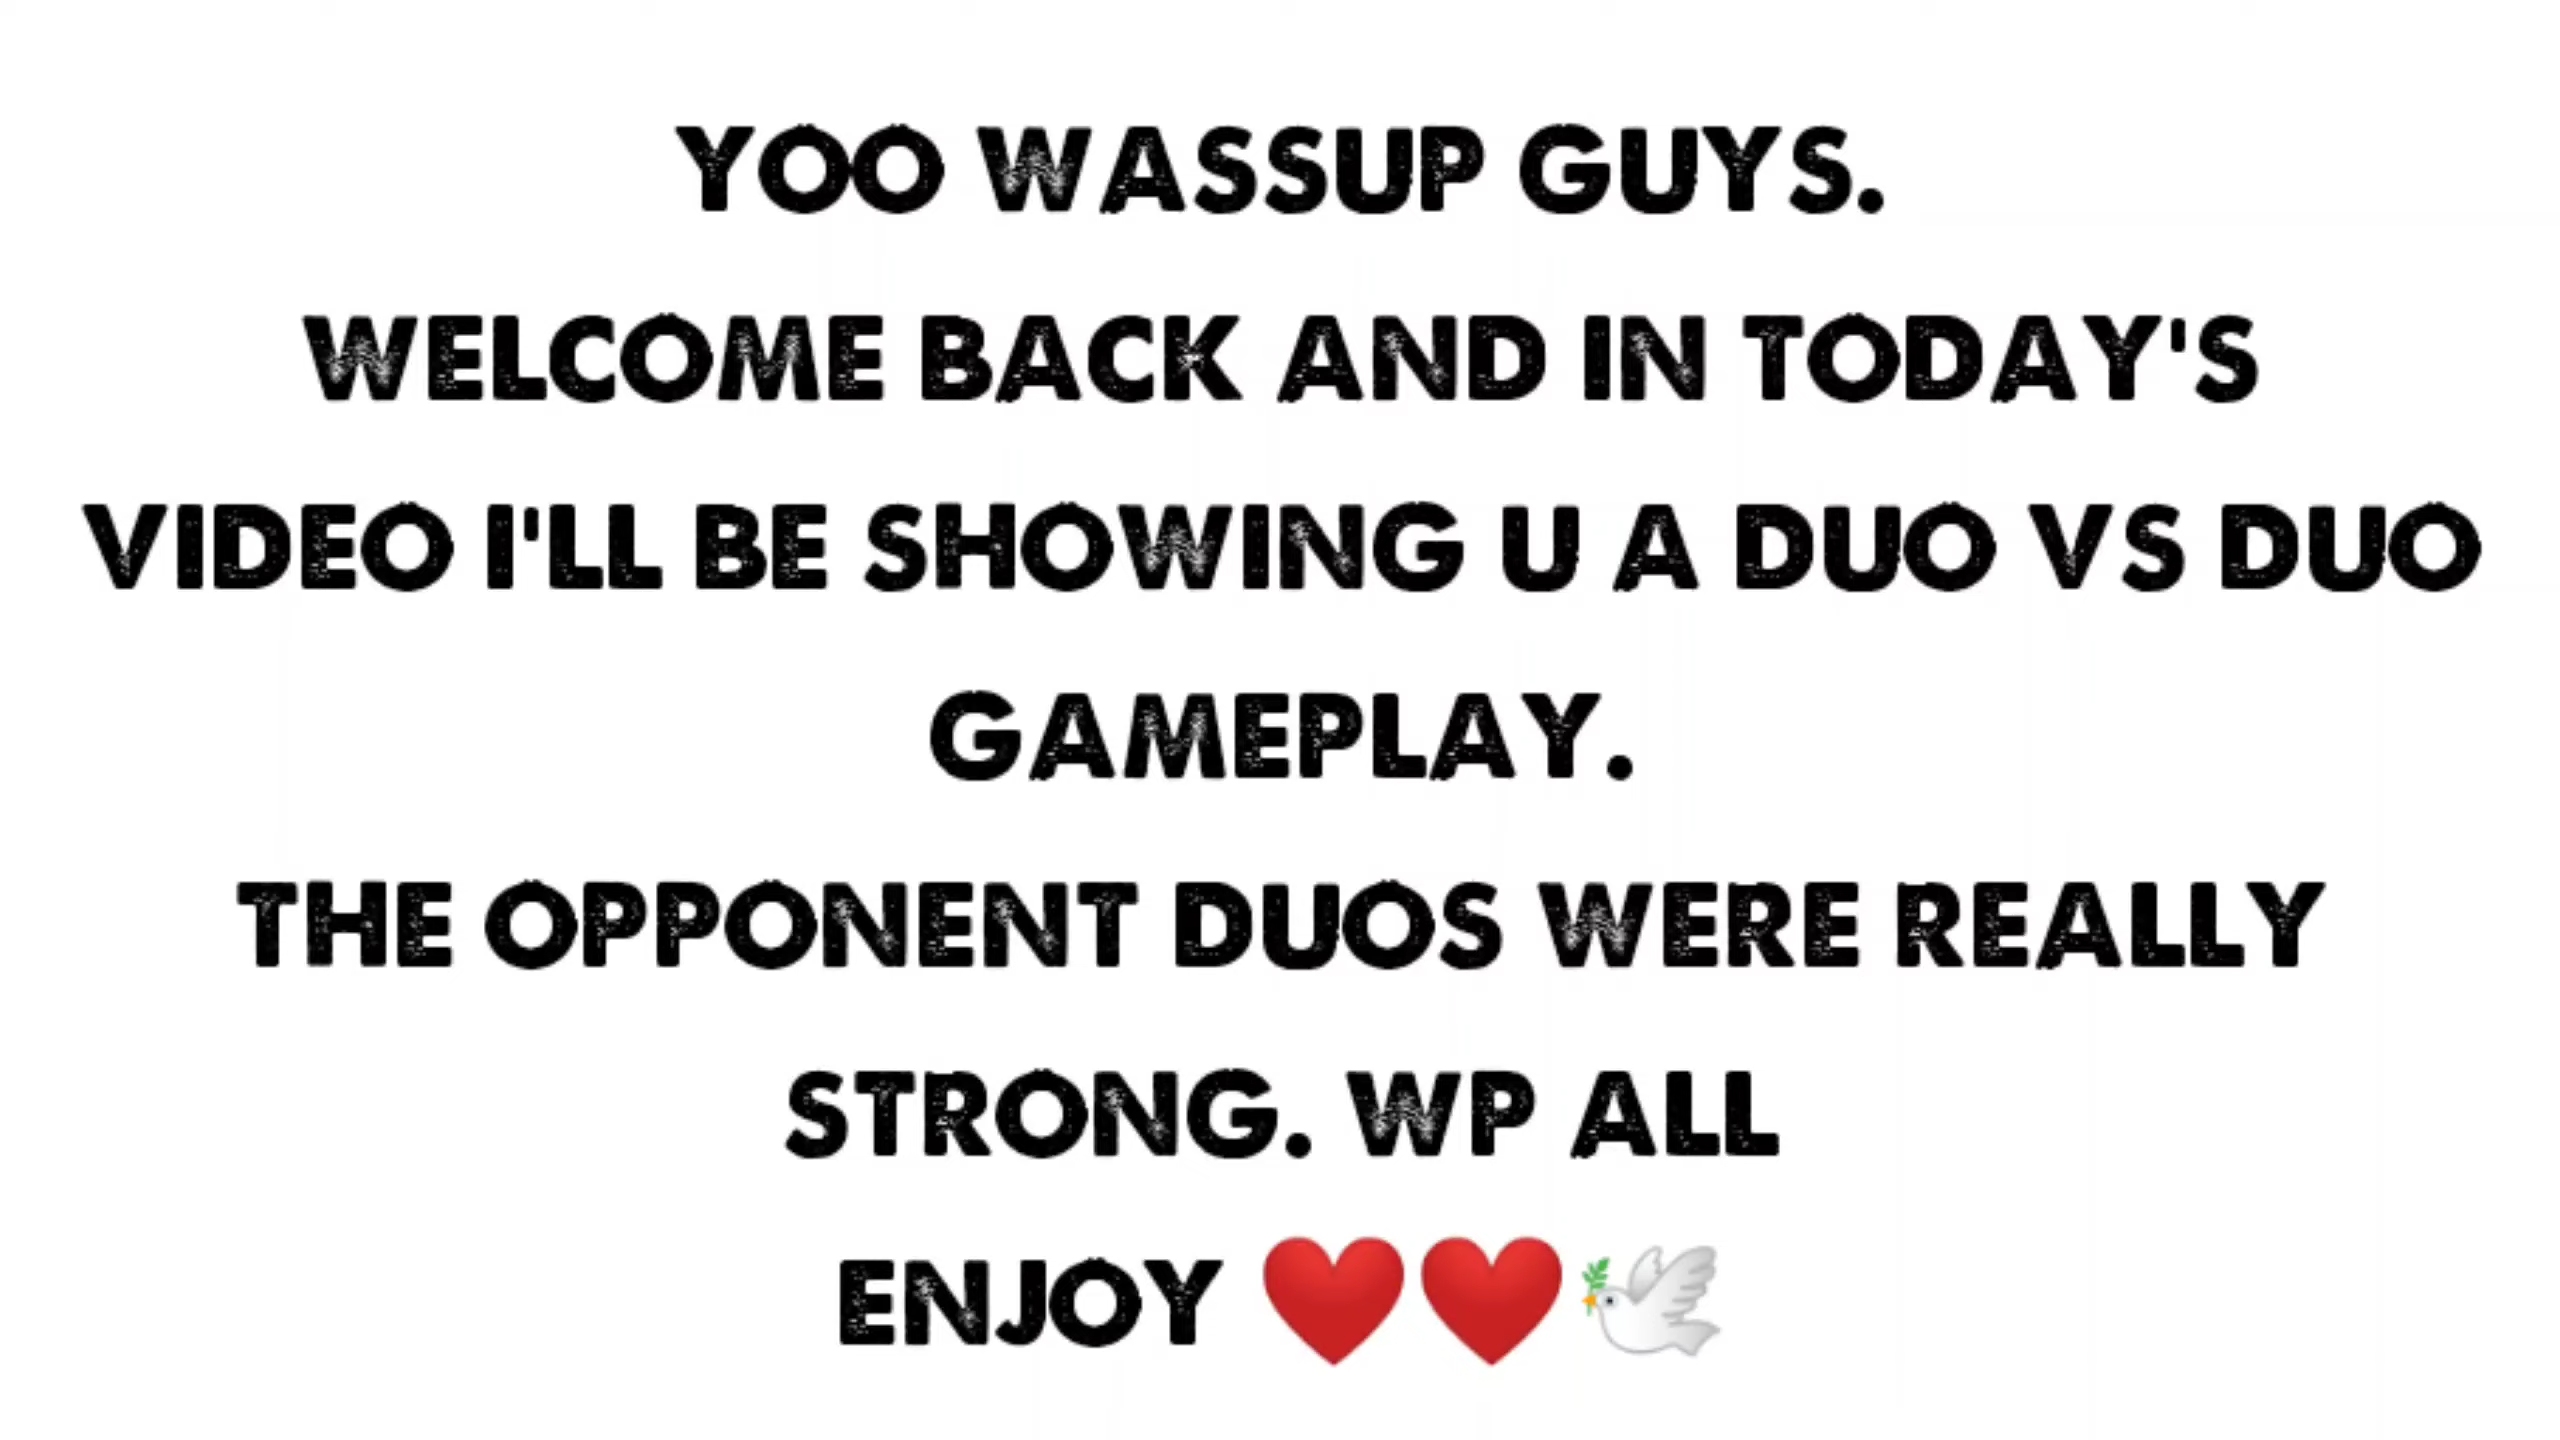 YOO WASSUP GUYS.
WELCOME BACK AND IN TODAY'S
VIDEO I'LL BE SHOWING U A DUO VS DUO
GAMEPLAY.
THE OPPONENT DUOS WERE REALLY
STRONG. WP ALL
ENJOY ❤️❤️🕊️